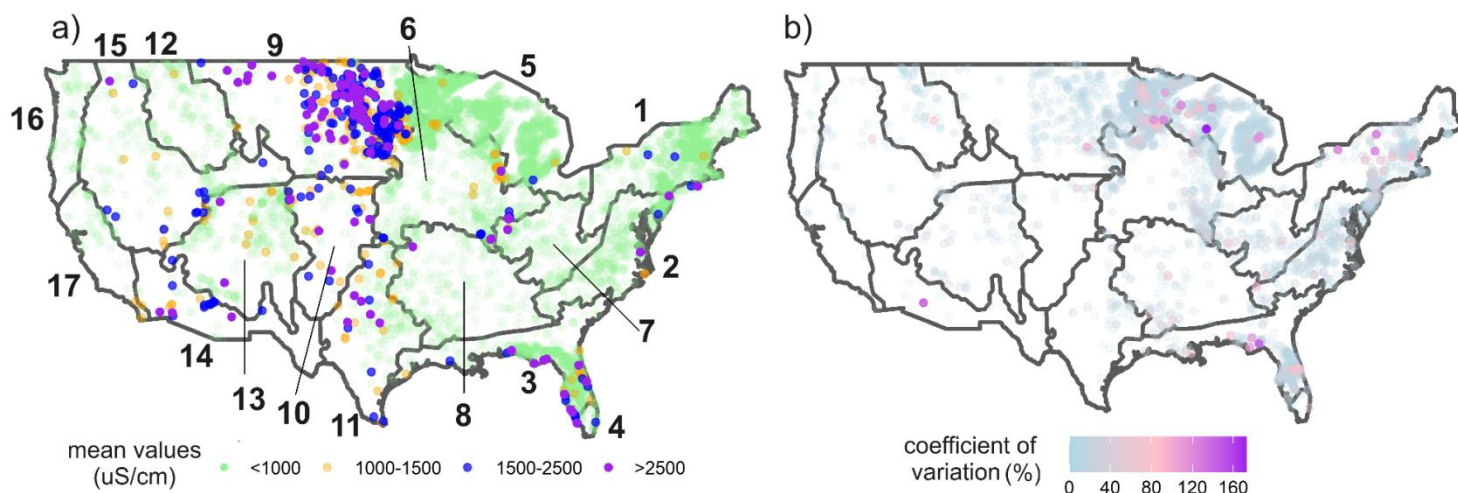 a)
15 12 9 6 5 1
16
17 2
7
14 3
13 10 11 8 4
mean values
(uS/cm) <1000 1000-1500 1500-2500 >2500
b)
coefficient of
variation (%)
0 40 80 120 160